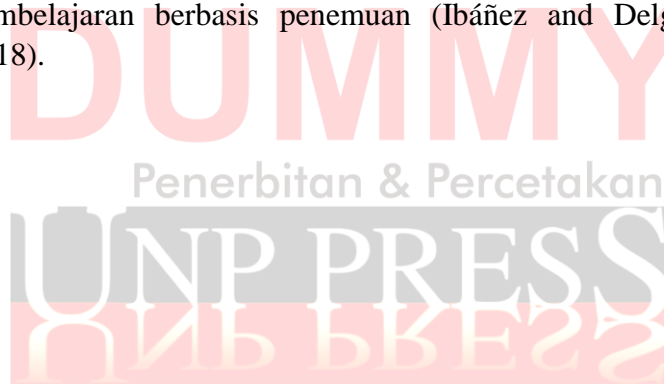 mbelajaran berbasis penemuan (Ibáñez and Delg
18).
DUMMY
Penerbitan & Percetakan
UNP PRESS